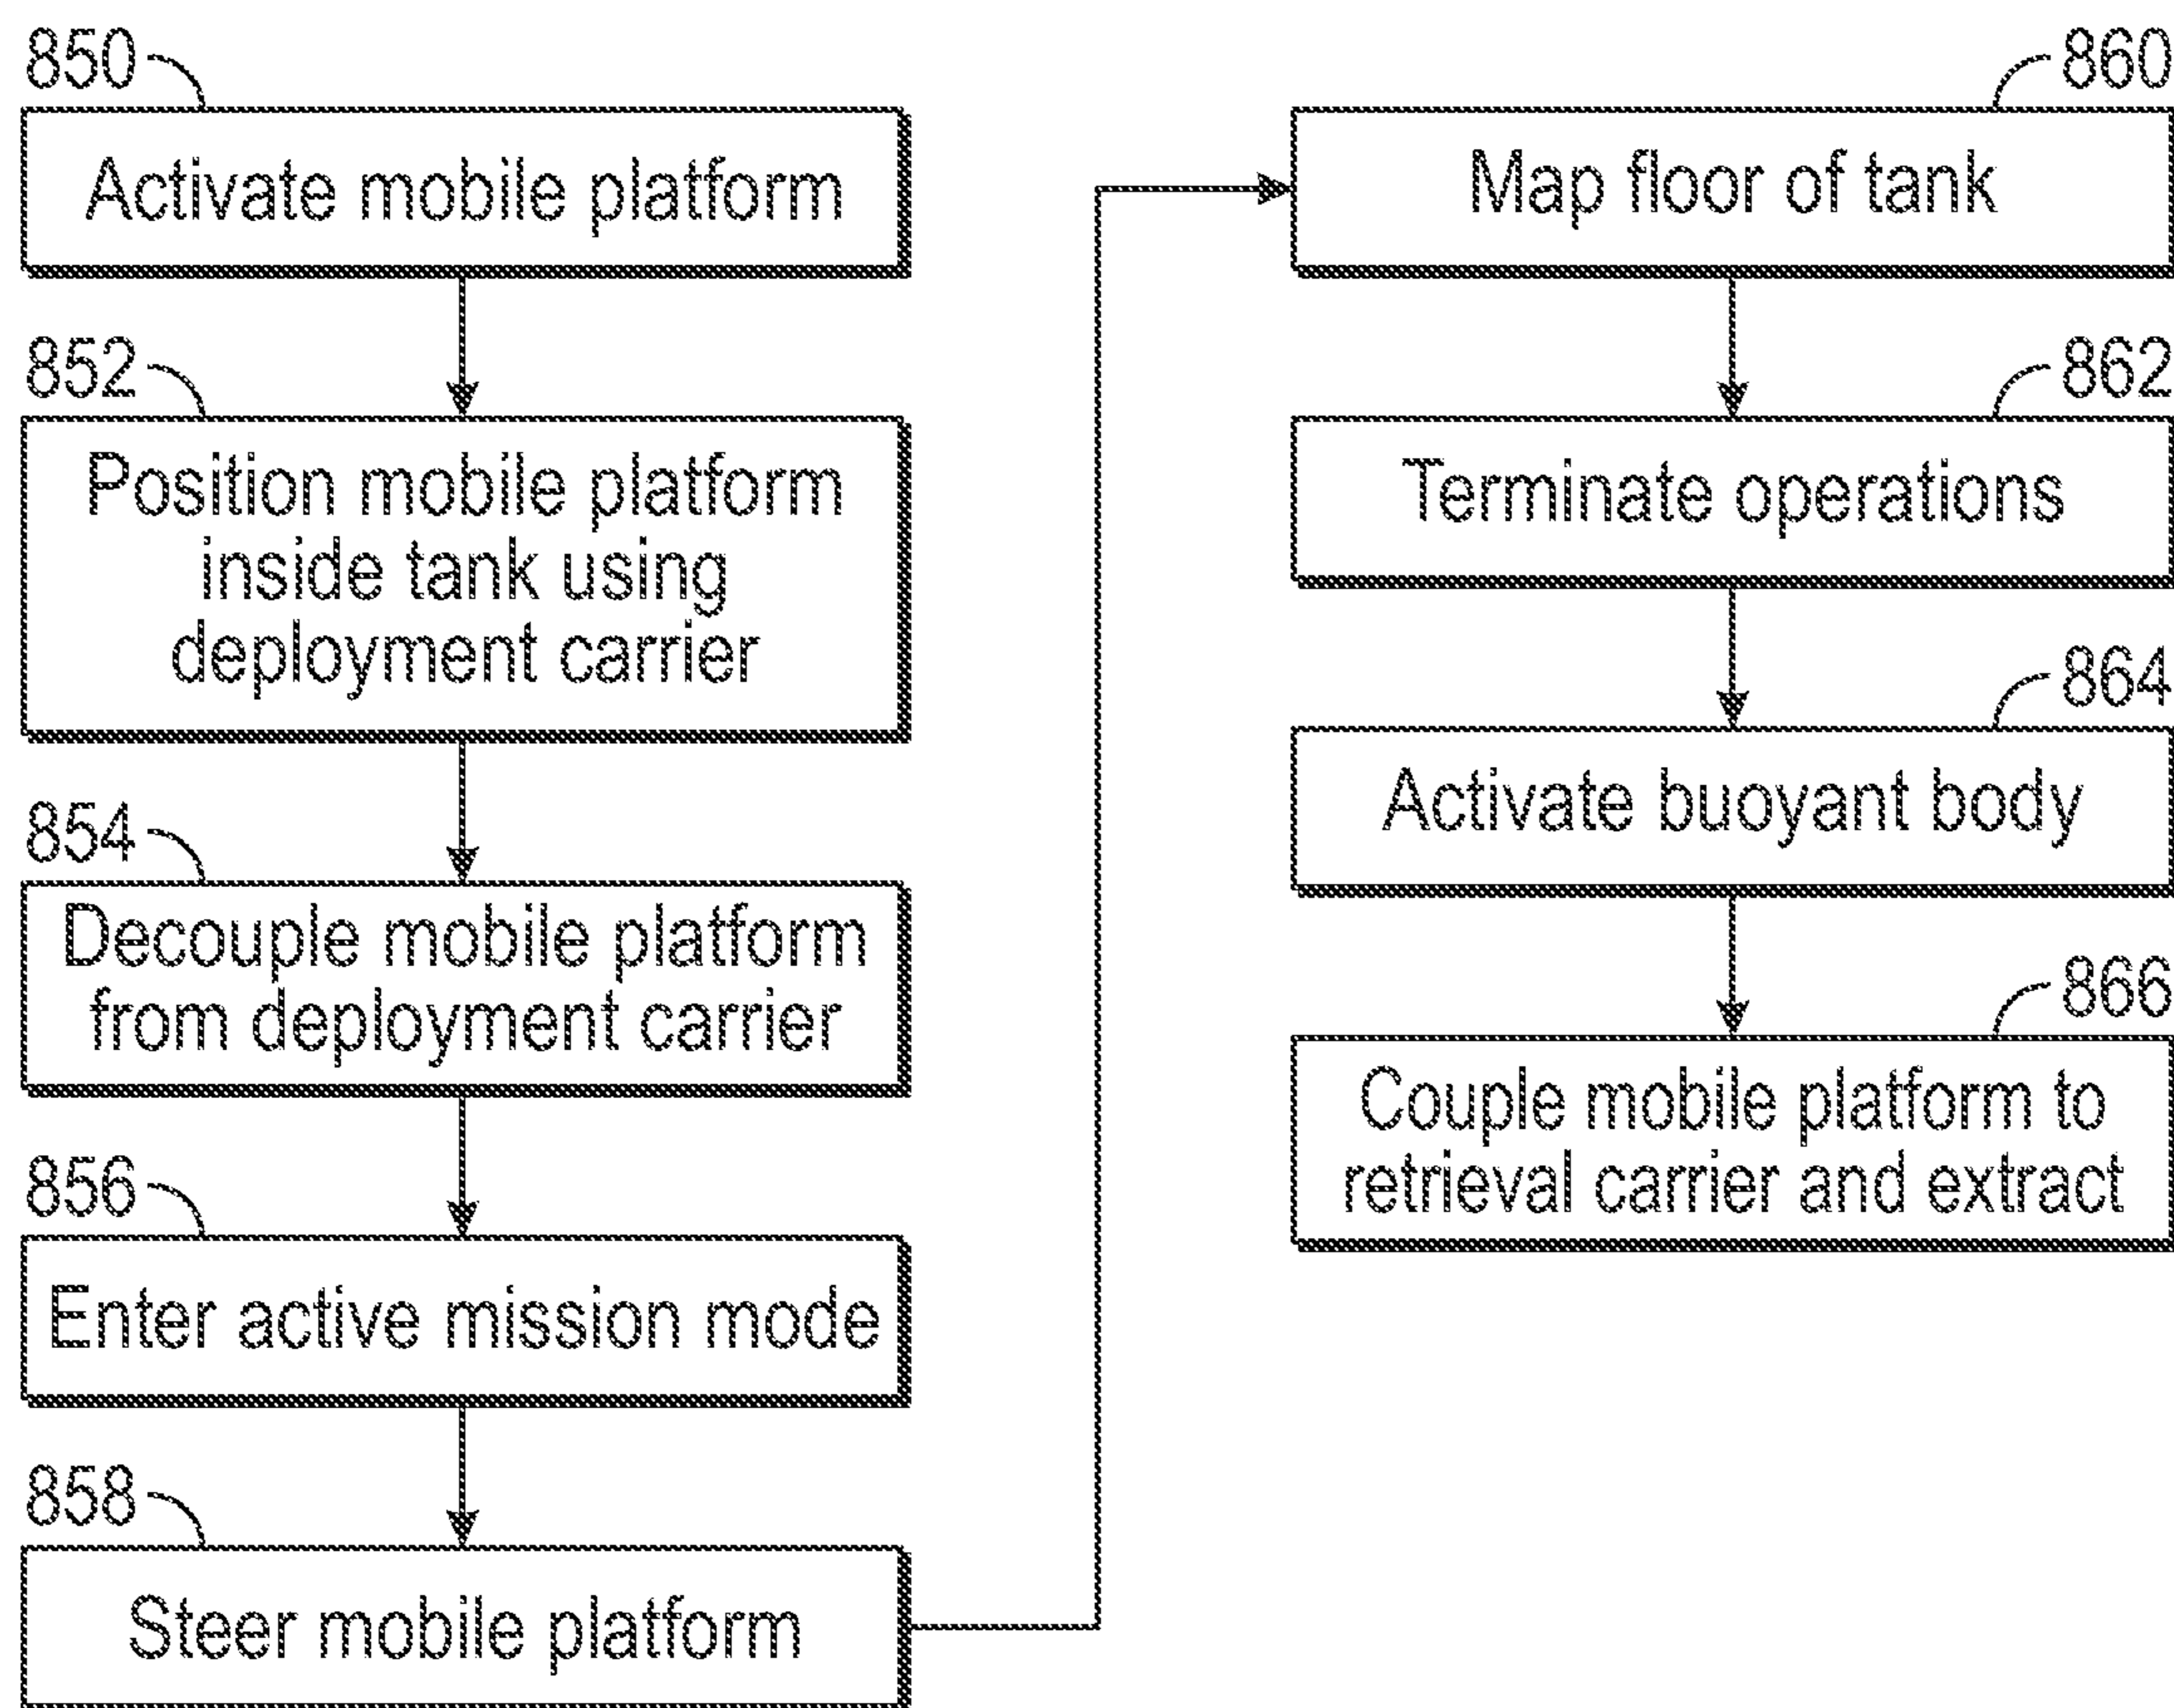 850
Activate mobile platform
852
Position mobile platform
inside tank using
deployment carrier
854
Decouple mobile platform
from deployment carrier
856
Enter active mission mode
858
Steer mobile platform
860
Map floor of tank
862
Terminate operations
864
Activate buoyant body
866
Couple mobile platform to
retrieval carrier and extract